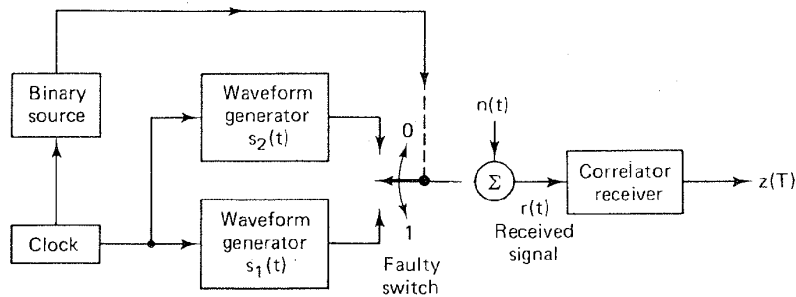 Binary
source
Waveform
generator
s2(t)
0
n(t)
Σ
Correlator
receiver
z(T)
r(t)
Received
signal
Clock
Waveform
generator
s1(t)
1
Faulty
switch